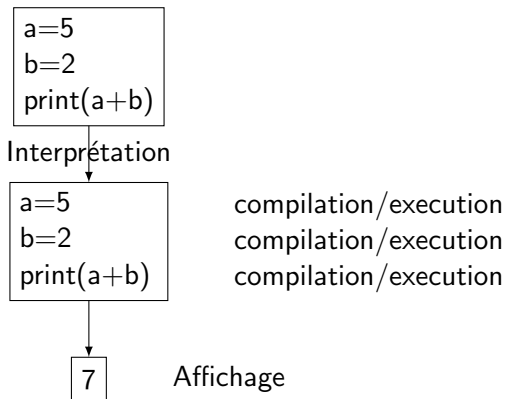 a=5
b=2
print(a+b)
Interprétation
a=5 compilation/execution
b=2 compilation/execution
print(a+b) compilation/execution
7 Affichage